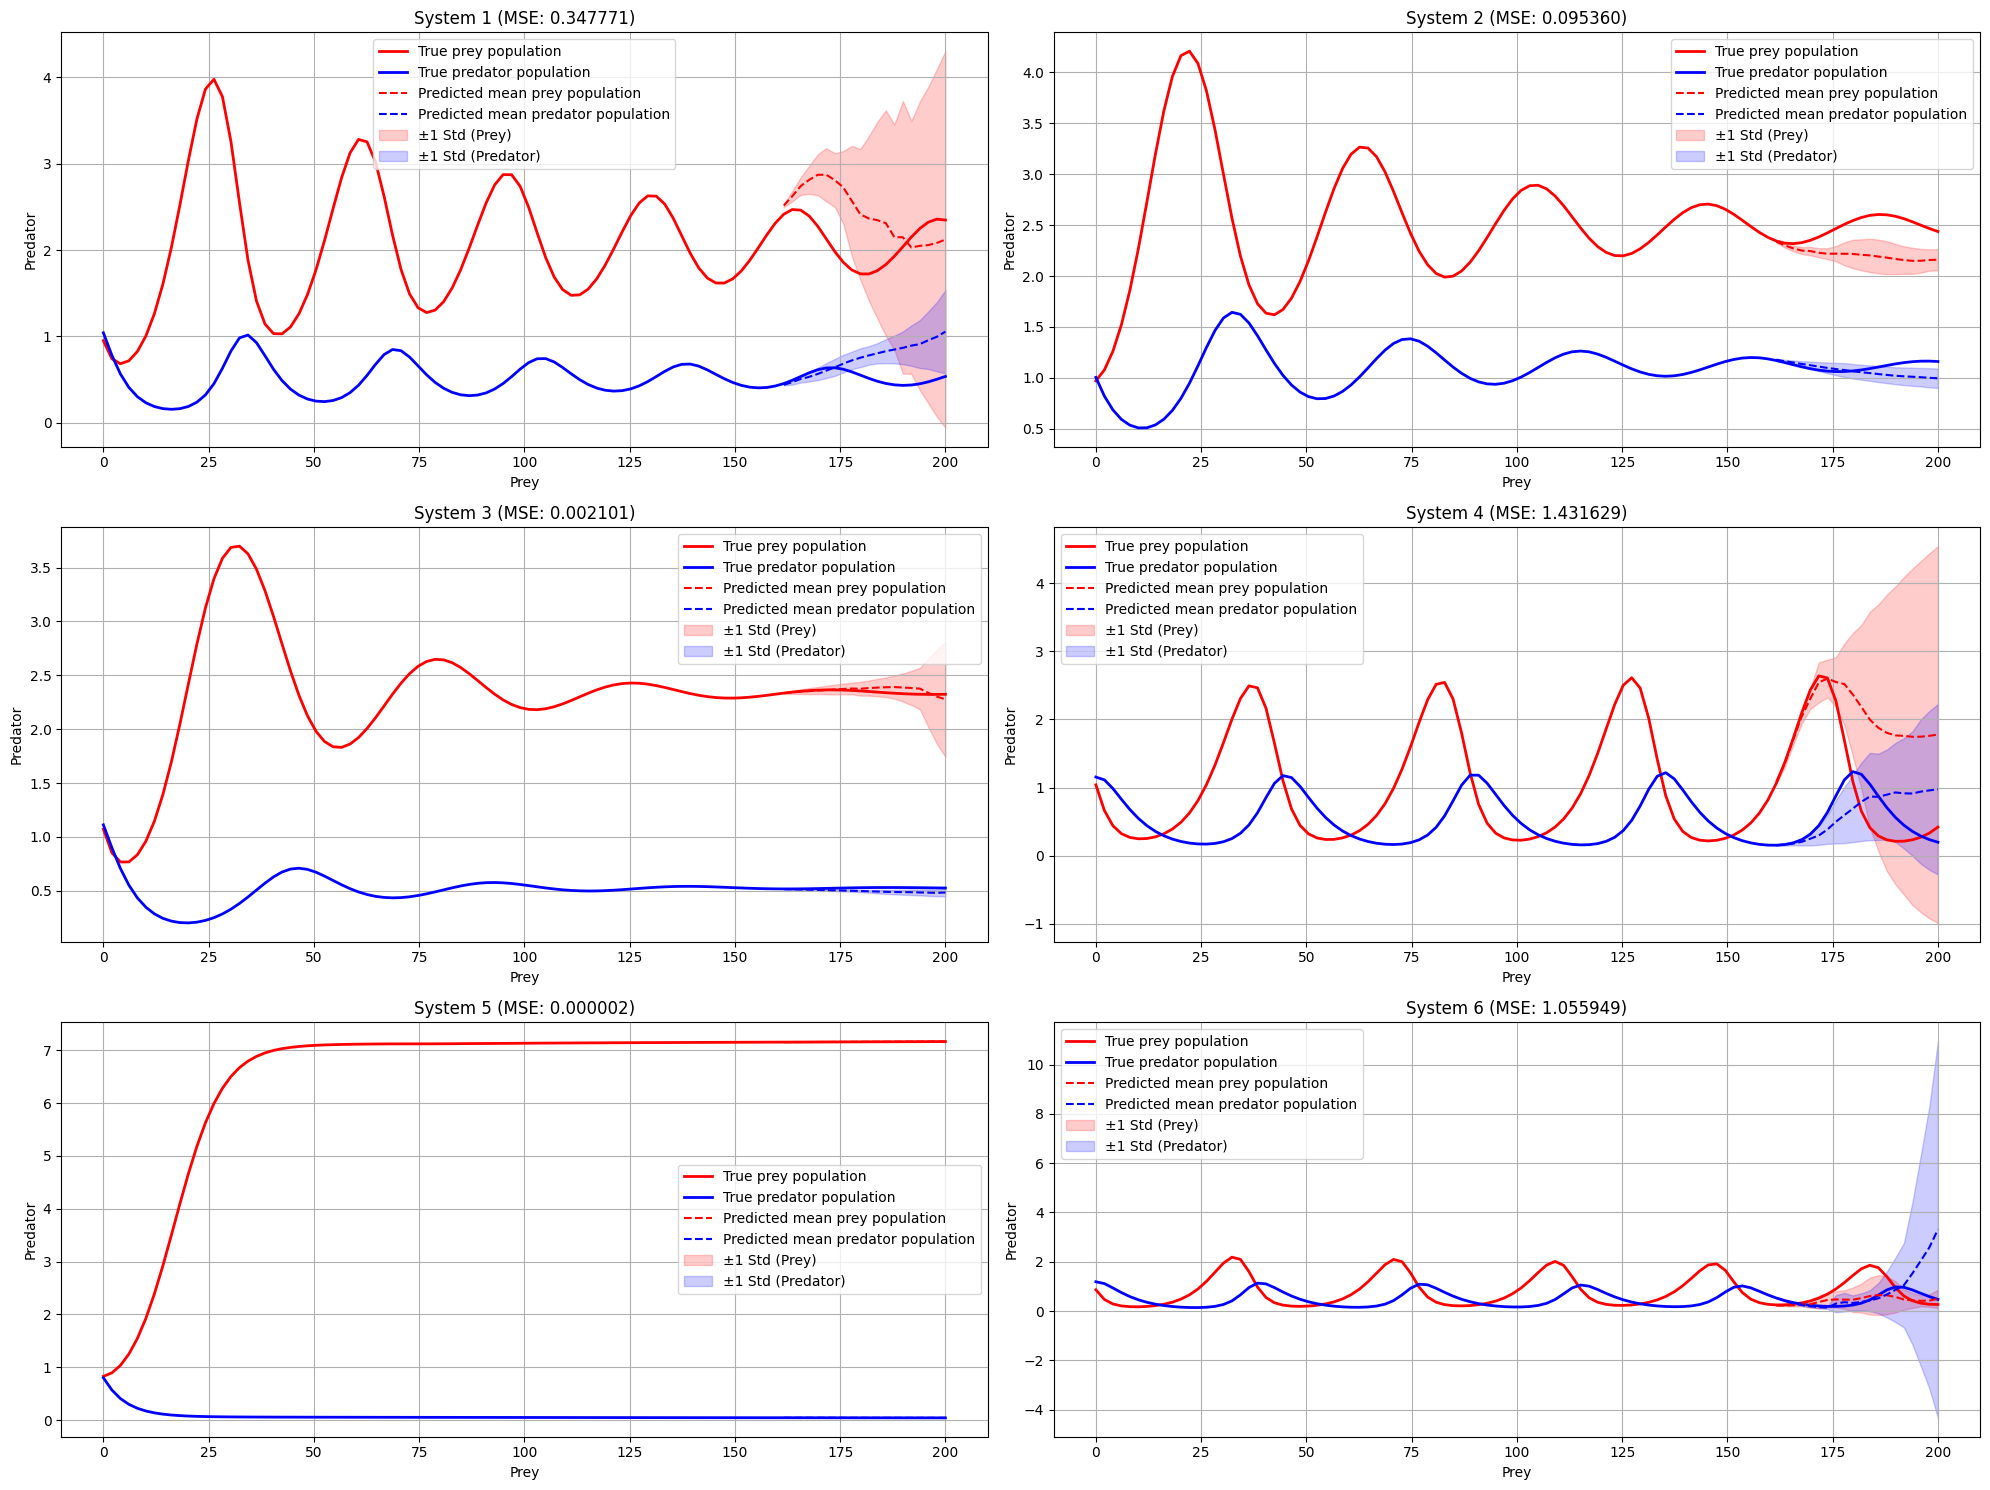 System 1 (MSE: 0.347771)
True prey population
True predator population
Predicted mean prey population
Predicted mean predator population
±1 Std (Prey)
±1 Std (Predator)
4
3
2
1
0
Predator
0 25 50 75 100 125 150 175 200
Prey
System 2 (MSE: 0.095360)
True prey population
True predator population
Predicted mean prey population
Predicted mean predator population
±1 Std (Prey)
±1 Std (Predator)
4.0
3.5
3.0
2.5
2.0
1.5
1.0
0.5
Predator
0 25 50 75 100 125 150 175 200
Prey
System 3 (MSE: 0.002101)
True prey population
True predator population
Predicted mean prey population
Predicted mean predator population
±1 Std (Prey)
±1 Std (Predator)
3.5
3.0
2.5
2.0
1.5
1.0
0.5
Predator
0 25 50 75 100 125 150 175 200
Prey
System 4 (MSE: 1.431629)
True prey population
True predator population
Predicted mean prey population
Predicted mean predator population
±1 Std (Prey)
±1 Std (Predator)
4
3
2
1
0
−1
Predator
0 25 50 75 100 125 150 175 200
Prey
System 5 (MSE: 0.000002)
True prey population
True predator population
Predicted mean prey population
Predicted mean predator population
±1 Std (Prey)
±1 Std (Predator)
7
6
5
4
3
2
1
0
Predator
0 25 50 75 100 125 150 175 200
Prey
System 6 (MSE: 1.055949)
True prey population
True predator population
Predicted mean prey population
Predicted mean predator population
±1 Std (Prey)
±1 Std (Predator)
10
8
6
4
2
0
−2
−4
Predator
0 25 50 75 100 125 150 175 200
Prey